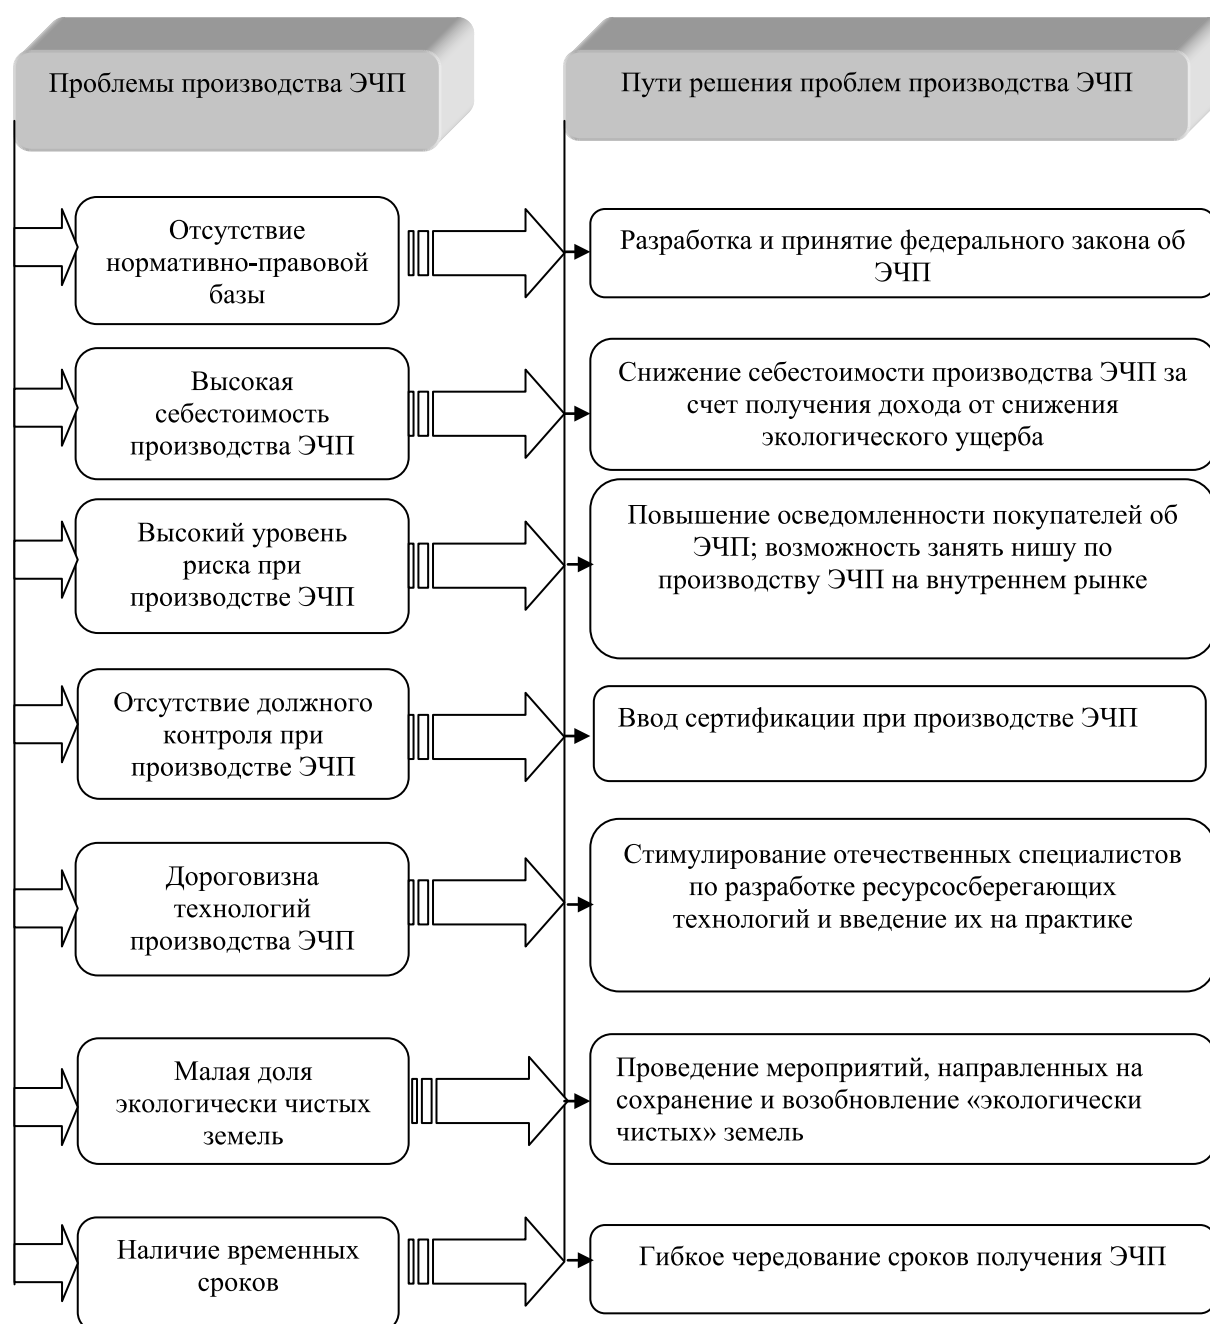 Проблемы производства ЭЧП
Пути решения проблем производства ЭЧП
Отсутствие
нормативно-правовой
базы
Разработка и принятие федерального закона об
ЭЧП
Высокая
себестоимость
производства ЭЧП
Снижение себестоимости производства ЭЧП за
счет получения дохода от снижения
экологического ущерба
Высокий уровень
риска при
производстве ЭЧП
Повышение осведомленности покупателей об
ЭЧП; возможность занять нишу по
производству ЭЧП на внутреннем рынке
Отсутствие должного
контроля при
производстве ЭЧП
Ввод сертификации при производстве ЭЧП
Дороговизна
технологий
производства ЭЧП
Стимулирование отечественных специалистов
по разработке ресурсосберегающих
технологий и введение их на практике
Малая доля
экологически чистых
земель
Проведение мероприятий, направленных на
сохранение и возобновление «экологически
чистых» земель
Наличие временных
сроков
Гибкое чередование сроков получения ЭЧП